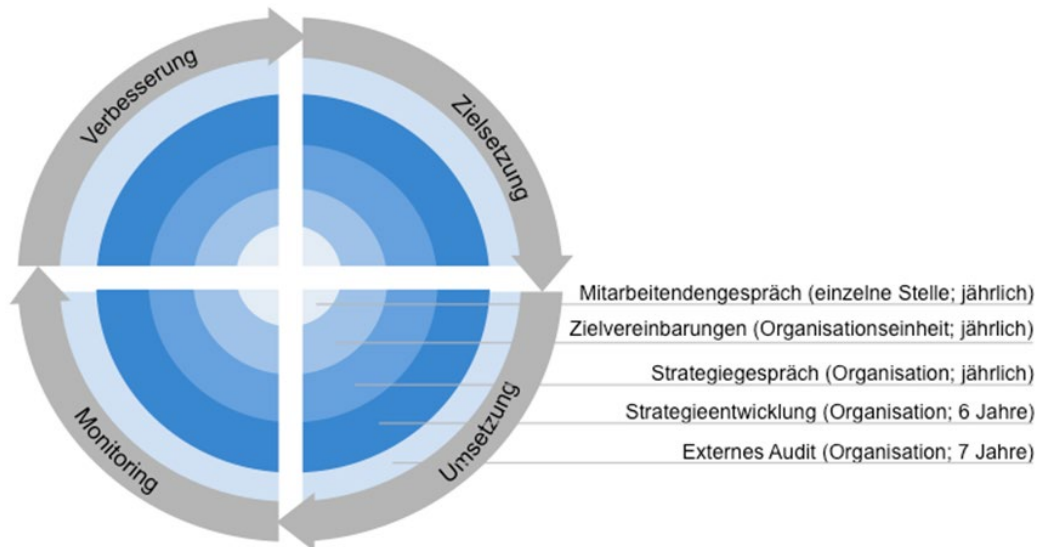 Verbesserung
Zielsetzung
Mitarbeitendengespräch (einzelne Stelle; jährlich)
Zielvereinbarungen (Organisationseinheit; jährlich)
Strategiegespräch (Organisation; jährlich)
Strategieentwicklung (Organisation; 6 Jahre)
Externes Audit (Organisation; 7 Jahre)
Monitoring
Umsetzung